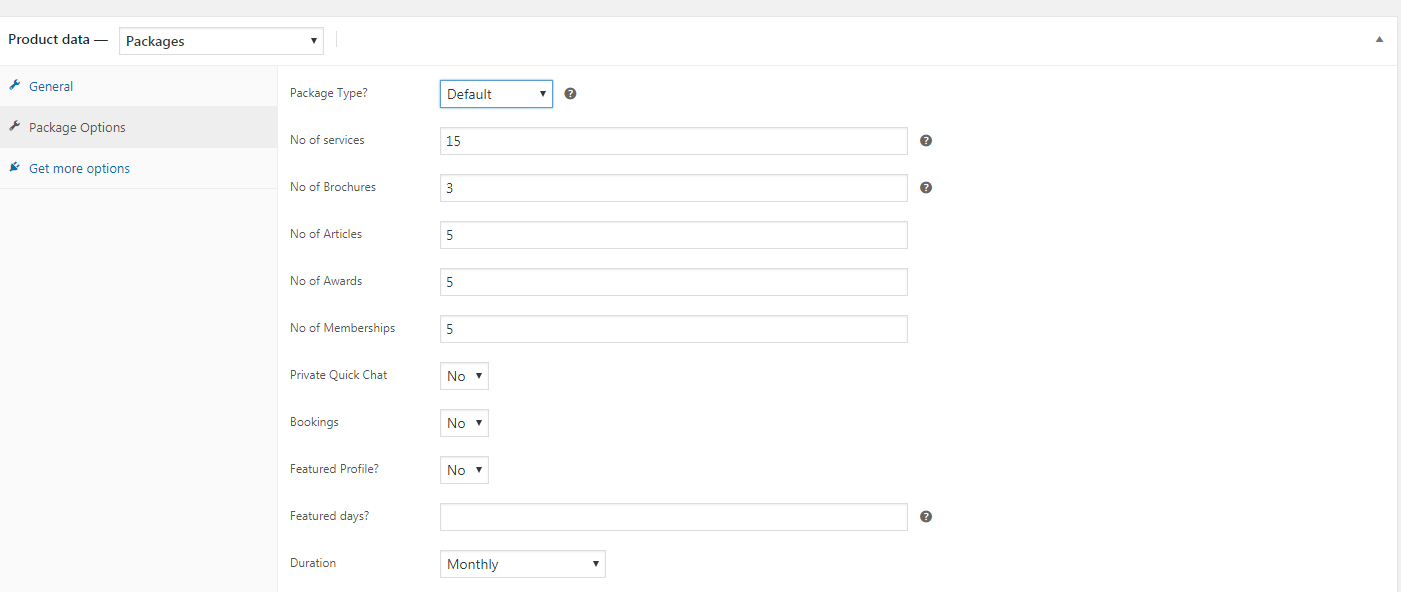 Product data — Packages
General
Package Options
Get more options
Package Type? Default
No of services 15
No of Brochures 3
No of Articles 5
No of Awards 5
No of Memberships 5
Private Quick Chat No
Bookings No
Featured Profile? No
Featured days?
Duration Monthly